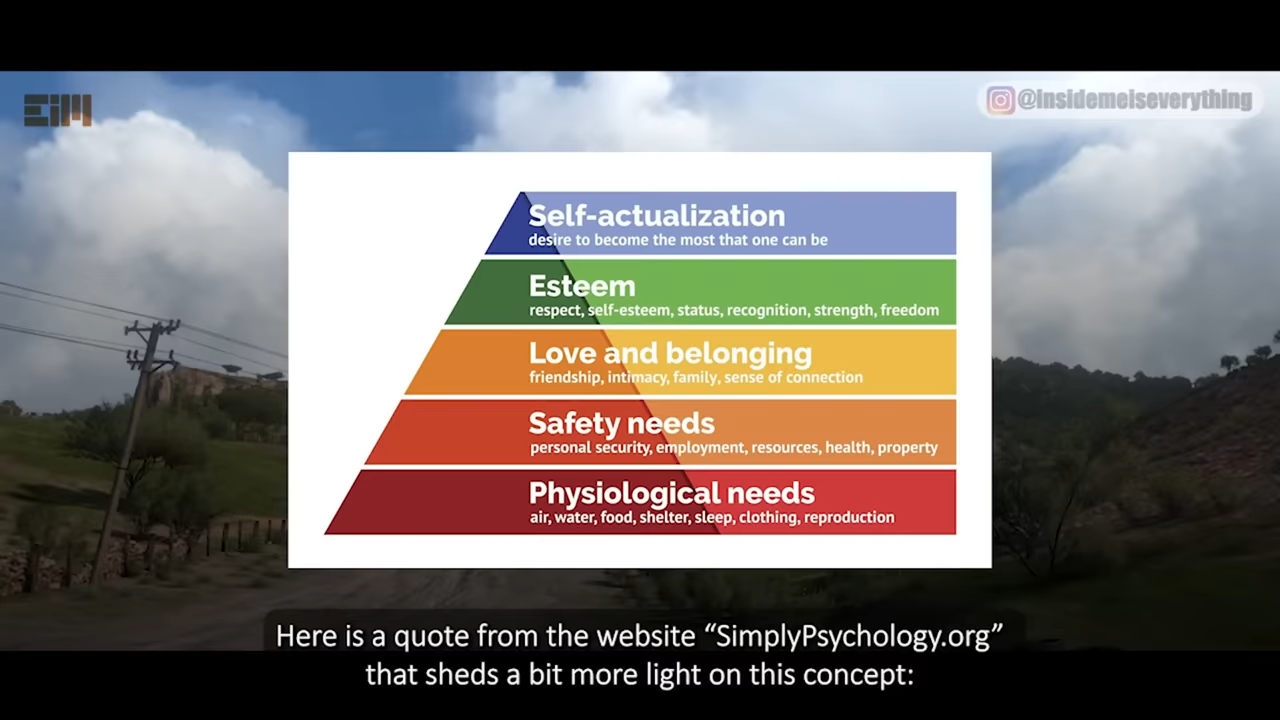 EiM
@insidemeiseverything
Self-actualization
desire to become the most that one can be
Esteem
respect, self-esteem, status, recognition, strength, freedom
Love and belonging
friendship, intimacy, family, sense of connection
Safety needs
personal security, employment, resources, health, property
Physiological needs
air, water, food, shelter, sleep, clothing, reproduction
Here is a quote from the website “SimplyPsychology.org”
that sheds a bit more light on this concept: